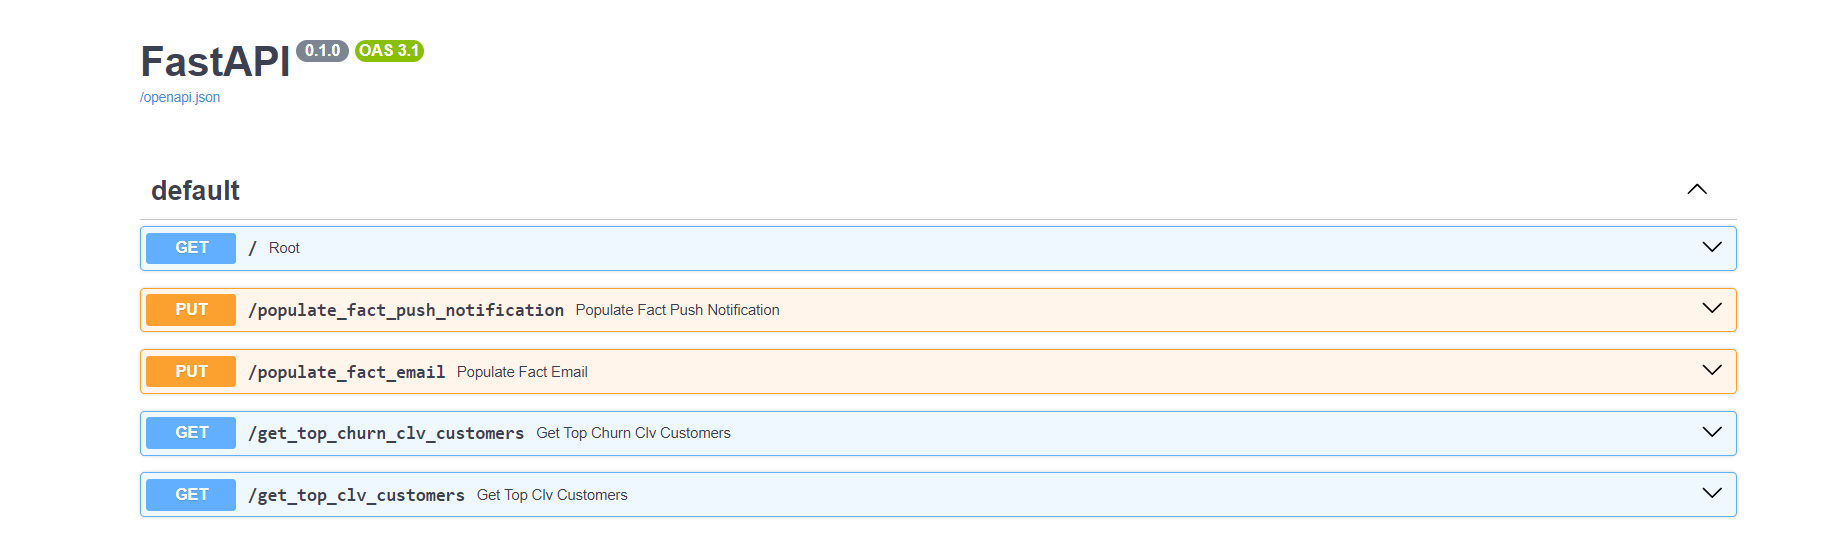 FastAPI 0.1.0 OAS 3.1
/openapi.json
default
GET / Root
PUT /populate_fact_push_notification Populate Fact Push Notification
PUT /populate_fact_email Populate Fact Email
GET /get_top_churn_clv_customers Get Top Churn Clv Customers
GET /get_top_clv_customers Get Top Clv Customers